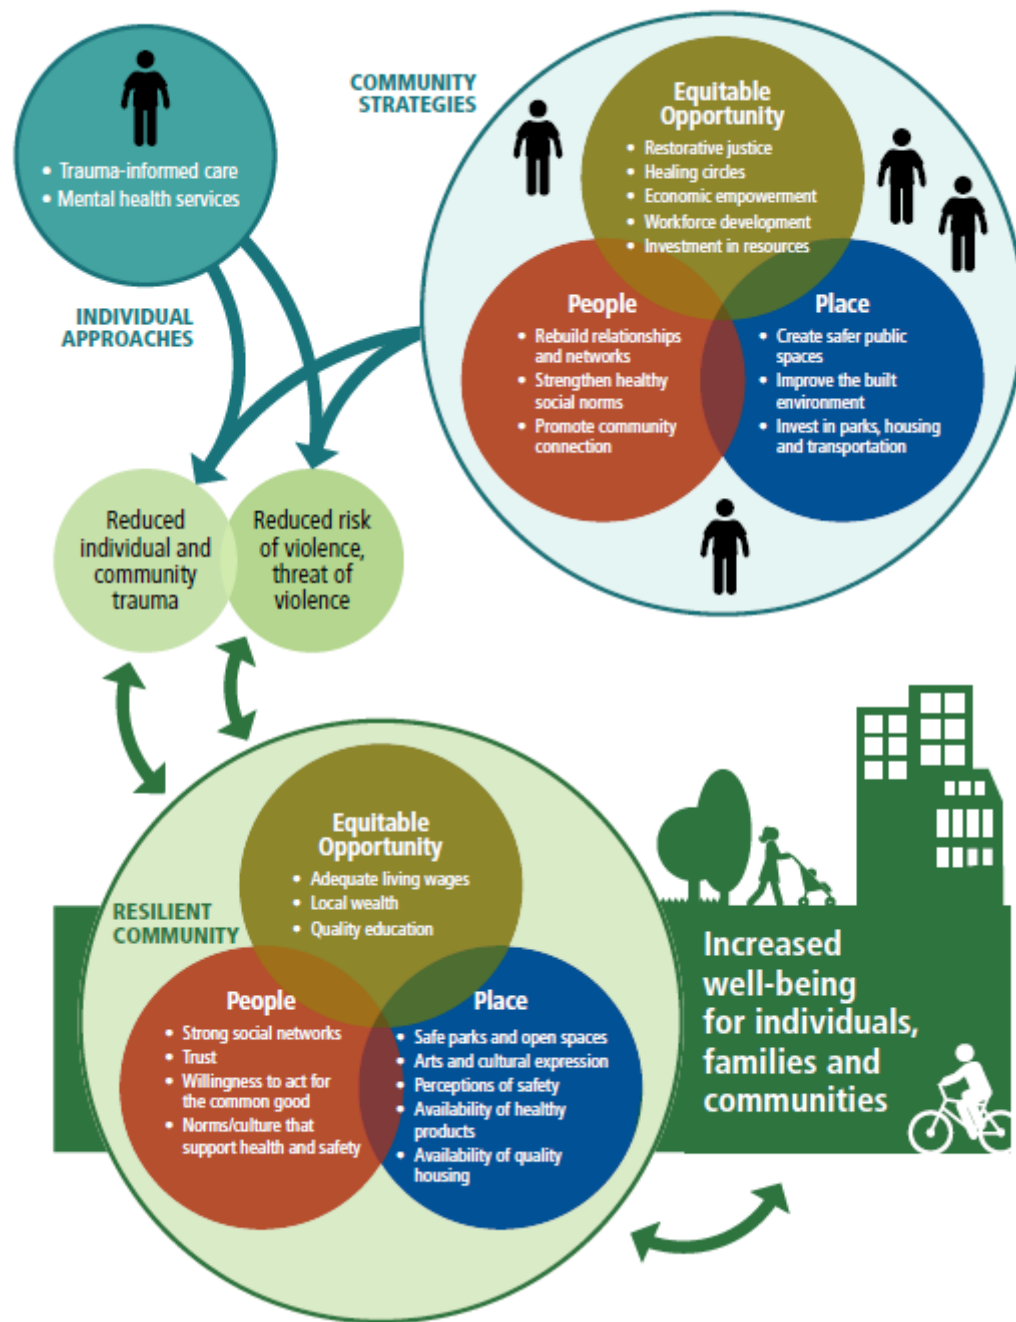 • Trauma-informed care
• Mental health services
INDIVIDUAL
APPROACHES
COMMUNITY
STRATEGIES
Equitable
Opportunity
• Restorative justice
• Healing circles
• Economic empowerment
• Workforce development
• Investment in resources
People
• Rebuild relationships
and networks
• Strengthen healthy
social norms
• Promote community
connection
Place
• Create safer public
spaces
• Improve the built
environment
• Invest in parks, housing
and transportation
Reduced
individual and
community
trauma
Reduced risk
of violence,
threat of
violence
RESILIENT
COMMUNITY
Equitable
Opportunity
• Adequate living wages
• Local wealth
• Quality education
People
• Strong social networks
• Trust
• Willingness to act for
the common good
• Norms/culture that
support health and safety
Place
• Safe parks and open spaces
• Arts and cultural expression
• Perceptions of safety
• Availability of healthy
products
• Availability of quality
housing
Increased
well-being
for individuals,
families and
communities